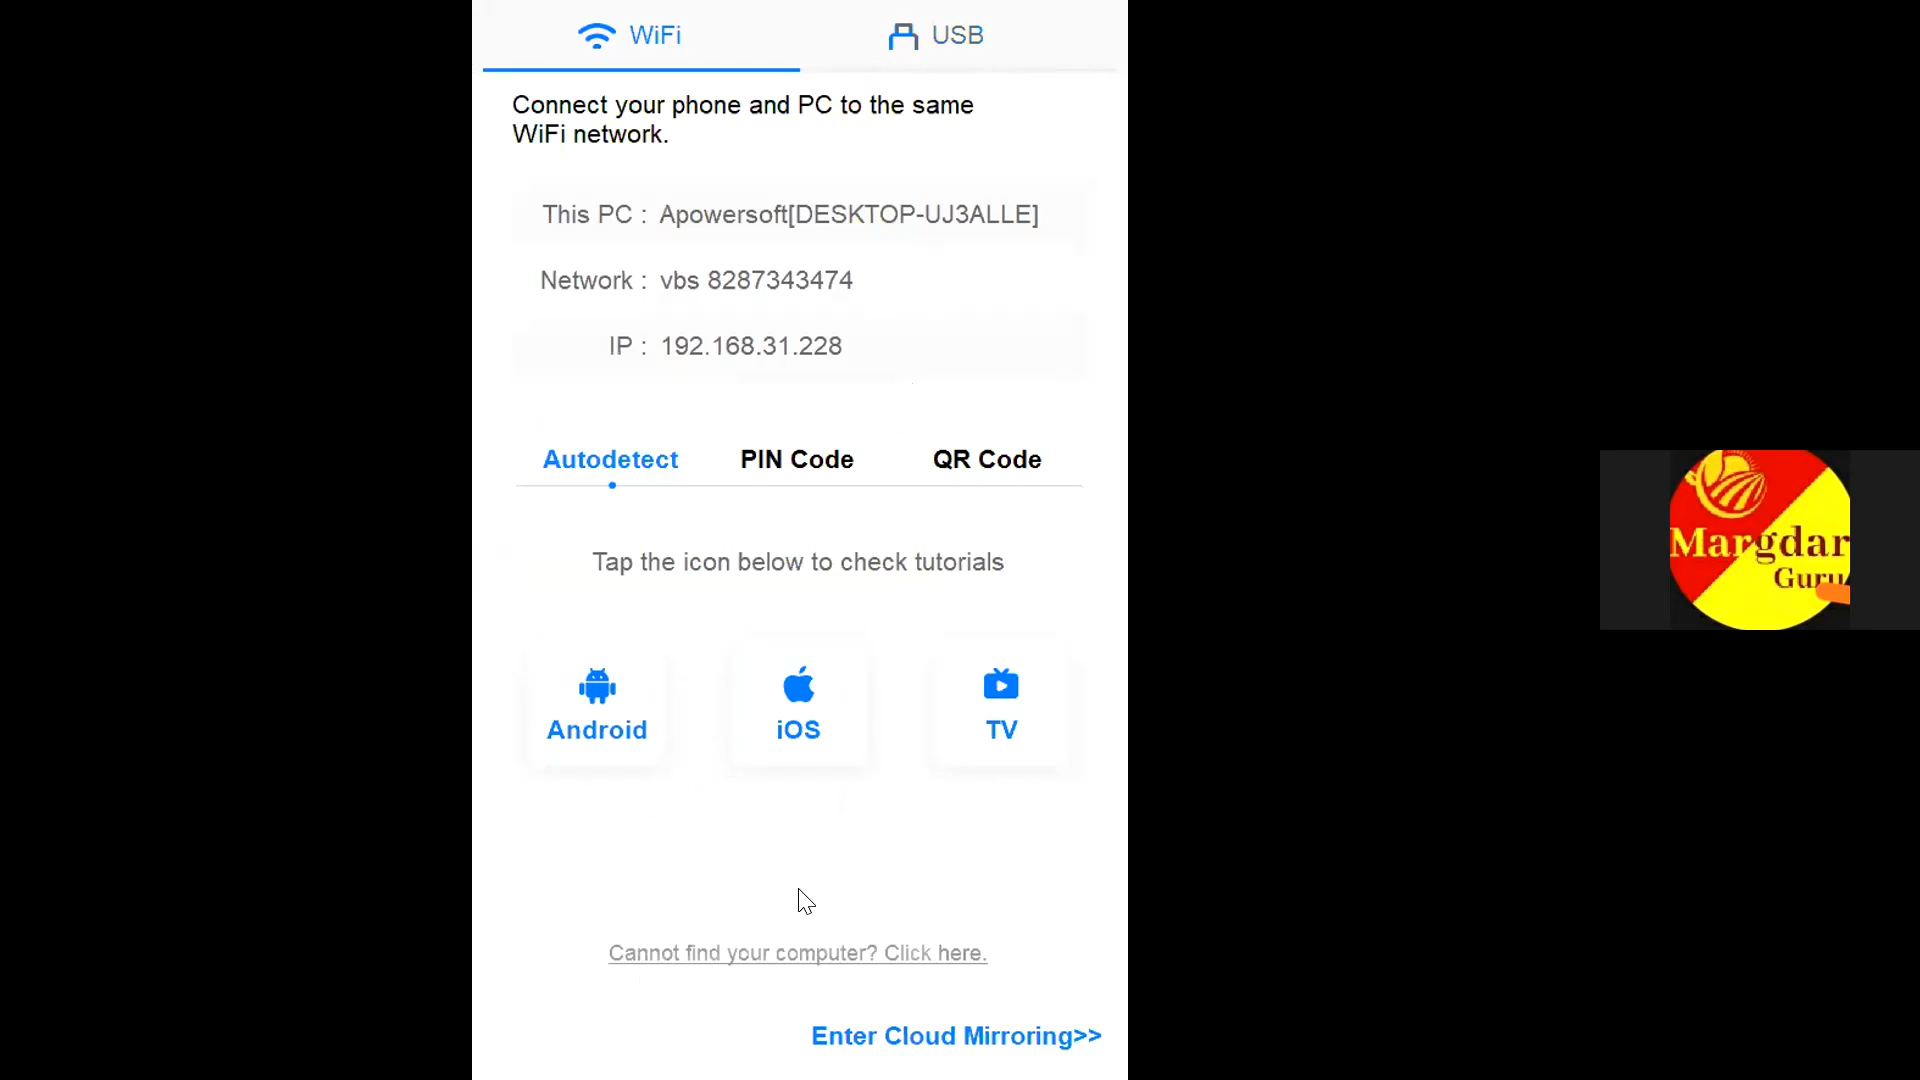 WiFi
USB
Connect your phone and PC to the same
WiFi network.
This PC : Apowersoft[DESKTOP-UJ3ALLE]
Network : vbs 8287343474
IP : 192.168.31.228
Autodetect
PIN Code
QR Code
Tap the icon below to check tutorials
Android
iOS
TV
Cannot find your computer? Click here.
Enter Cloud Mirroring>>
Margdar
Guru